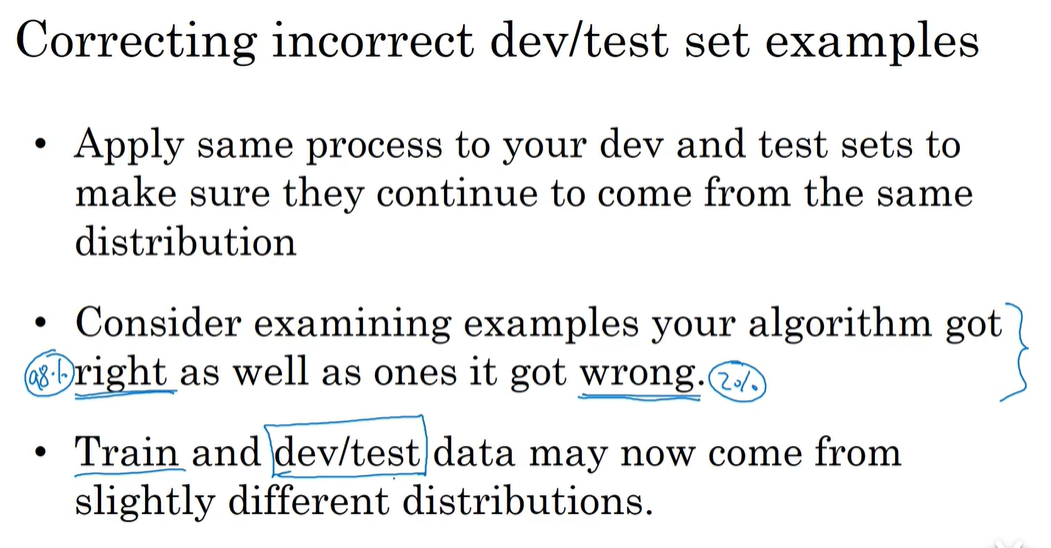 Correcting incorrect dev/test set examples
• Apply same process to your dev and test sets to
make sure they continue to come from the same
distribution
• Consider examining examples your algorithm got
98% right as well as ones it got wrong. 2%
• Train and dev/test data may now come from
slightly different distributions.